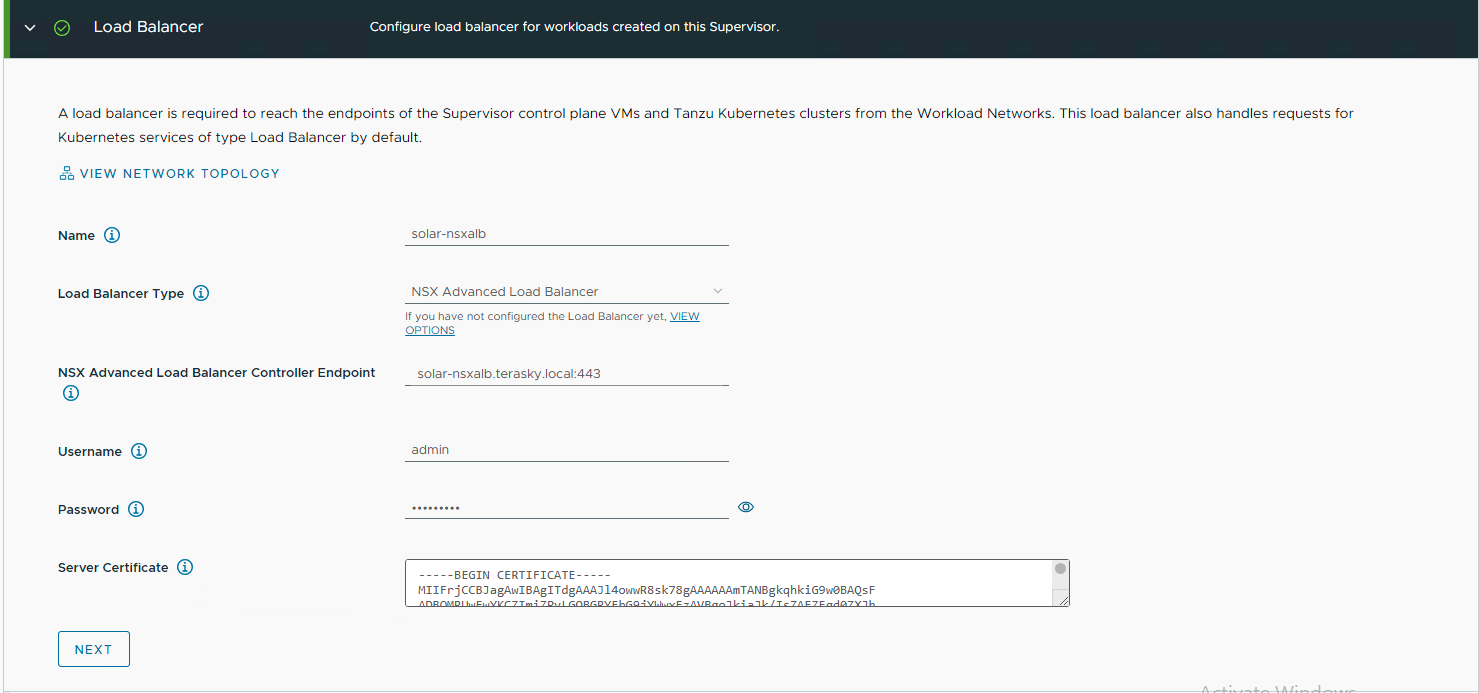 Load Balancer
Configure load balancer for workloads created on this Supervisor.
A load balancer is required to reach the endpoints of the Supervisor control plane VMs and Tanzu Kubernetes clusters from the Workload Networks. This load balancer also handles requests for
Kubernetes services of type Load Balancer by default.
VIEW NETWORK TOPOLOGY
Name
solar-nsxalb
Load Balancer Type
NSX Advanced Load Balancer
If you have not configured the Load Balancer yet, VIEW
OPTIONS
NSX Advanced Load Balancer Controller Endpoint
solar-nsxalb.terasky.local:443
Username
admin
Password
•••••••••
Server Certificate
-----BEGIN CERTIFICATE-----
MIIFrjCCBJagAwIBAgITdgAAAJl4owwR8sk78gAAAAAAmTANBgkqhkiG9w0BAQsF
NEXT
Activate Windows